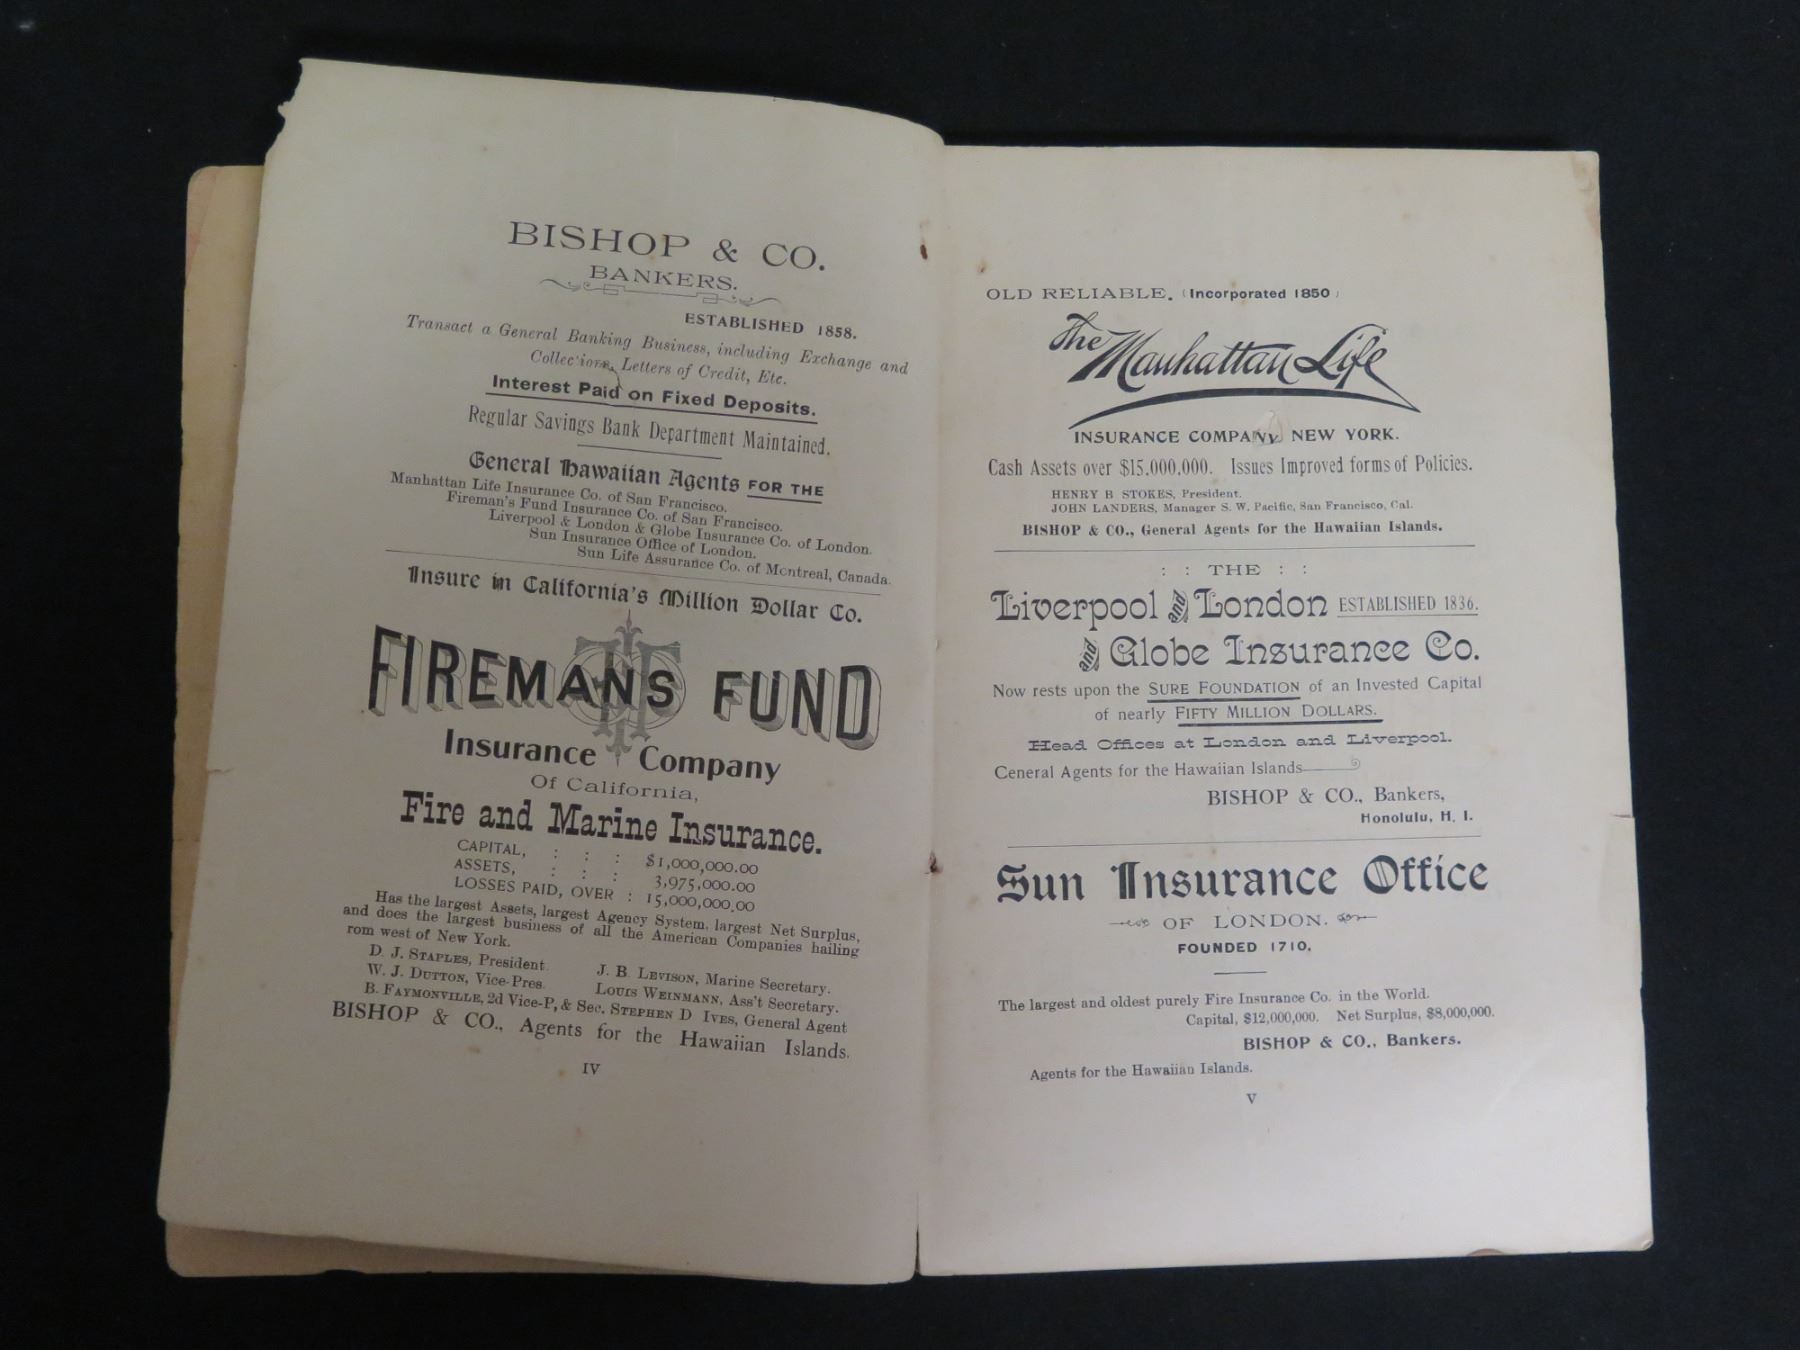 BISHOP & CO.
BANKERS.
ESTABLISHED 1858.
Transact a General Banking Business, including Exchange and
Collec'ions, Letters of Credit, Etc.
Interest Paid on Fixed Deposits.
Regular Savings Bank Department Maintained.
General Hawaiian Agents FOR THE
Manhattan Life Insurance Co. of San Francisco.
Fireman's Fund Insurance Co. of San Francisco.
Liverpool & London & Globe Insurance Co. of London.
Sun Insurance Office of London.
Sun Life Assurance Co. of Montreal, Canada.
Insure in California's Million Dollar Co.
FIREMANS FUND
Insurance Company
Of California,
Fire and Marine Insurance.
CAPITAL, : : : $1,000,000.00
ASSETS, : : : 3,975,000.00
LOSSES PAID, OVER : 15,000,000.00
Has the largest Assets, largest Agency System, largest Net Surplus,
and does the largest business of all the American Companies hailing
rom west of New York.
D. J. STAPLES, President. J. B. LEVISON, Marine Secretary.
W. J. DUTTON, Vice-Pres. LOUIS WEINMANN, Ass't Secretary.
B. FAYMONVILLE, 2d Vice-P, & Sec. STEPHEN D IVES, General Agent
BISHOP & CO., Agents for the Hawaiian Islands.
IV
OLD RELIABLE. (Incorporated 1850)
The Manhattan Life
INSURANCE COMPANY NEW YORK.
Cash Assets over $15.000,000. Issues Improved forms of Policies.
HENRY B STOKES, President.
JOHN LANDERS, Manager S. W. Pacific, San Francisco, Cal.
BISHOP & CO., General Agents for the Hawaiian Islands.
: : THE : :
Liverpool and London ESTABLISHED 1836.
and Globe Insurance Co.
Now rests upon the SURE FOUNDATION of an Invested Capital
of nearly FIFTY MILLION DOLLARS.
Head Offices at London and Liverpool.
Ceneral Agents for the Hawaiian Islands
BISHOP & CO., Bankers,
Honolulu, H. I.
Sun Insurance Office
OF LONDON.
FOUNDED 1710.
The largest and oldest purely Fire Insurance Co. in the World.
Capital, $12,000,000. Net Surplus, $8,000,000.
BISHOP & CO., Bankers.
Agents for the Hawaiian Islands.
V